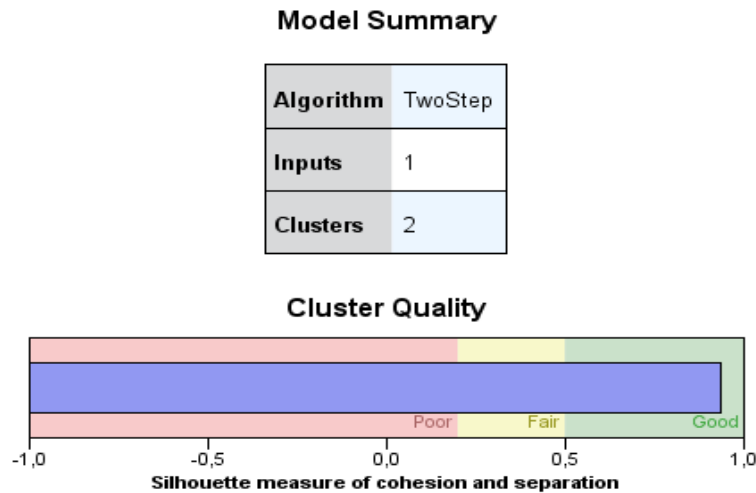 Model Summary
Algorithm TwoStep
Inputs 1
Clusters 2
Cluster Quality
Poor Fair Good
-1,0 -0,5 0,0 0,5 1,0
Silhouette measure of cohesion and separation